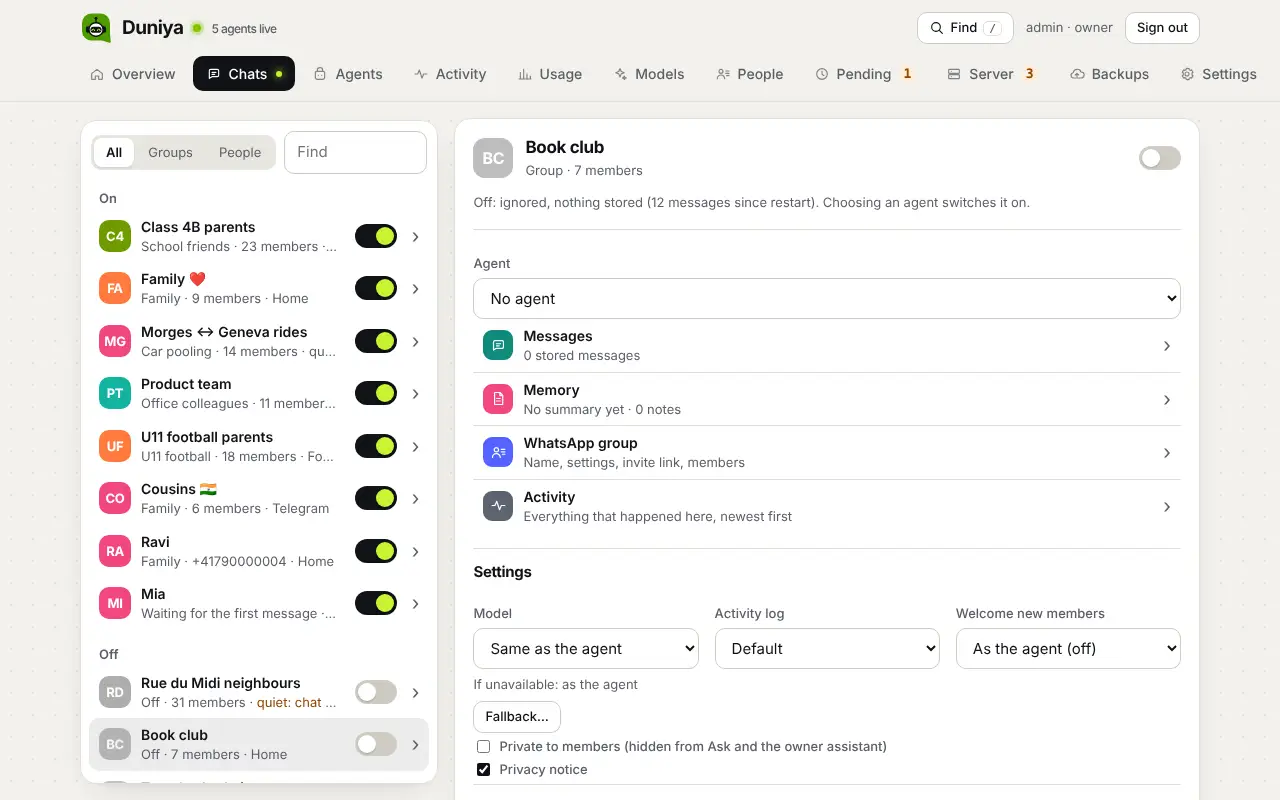 Duniya
5 agents live
Find /
admin · owner
Sign out
Overview
Chats
Agents
Activity
Usage
Models
People
Pending 1
Server 3
Backups
Settings
All
Groups
People
Find
On
C4
Class 4B parents
School friends · 23 members ·...
FA
Family ❤️
Family · 9 members · Home
MG
Morges ↔ Geneva rides
Car pooling · 14 members · qu...
PT
Product team
Office colleagues · 11 member...
UF
U11 football parents
U11 football · 18 members · Fo...
CO
Cousins 🇮🇳
Family · 6 members · Telegram
RA
Ravi
Family · +41790000004 · Home
MI
Mia
Waiting for the first message ·...
Off
RD
Rue du Midi neighbours
Off · 31 members · quiet: chat ...
BC
Book club
Off · 7 members · Home
BC
Book club
Group · 7 members
Off: ignored, nothing stored (12 messages since restart). Choosing an agent switches it on.
Agent
No agent
Messages
0 stored messages
Memory
No summary yet · 0 notes
WhatsApp group
Name, settings, invite link, members
Activity
Everything that happened here, newest first
Settings
Model
Activity log
Welcome new members
Same as the agent
Default
As the agent (off)
If unavailable: as the agent
Fallback...
Private to members (hidden from Ask and the owner assistant)
Privacy notice